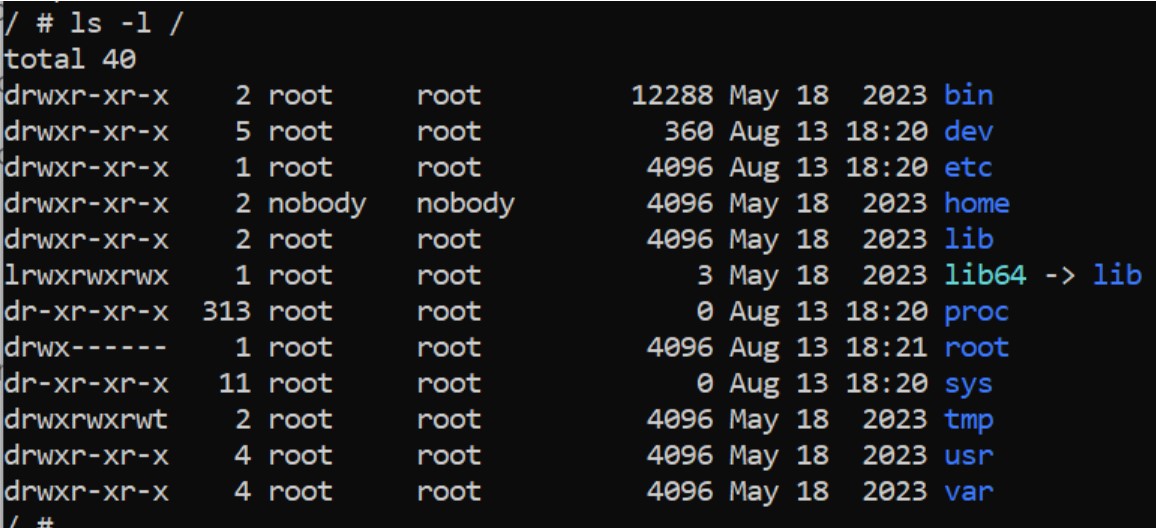 / # ls -l /
total 40
drwxr-xr-x    2 root     root         12288 May 18  2023 bin
drwxr-xr-x    5 root     root           360 Aug 13 18:20 dev
drwxr-xr-x    1 root     root          4096 Aug 13 18:20 etc
drwxr-xr-x    2 nobody   nobody        4096 May 18  2023 home
drwxr-xr-x    2 root     root          4096 May 18  2023 lib
lrwxrwxrwx    1 root     root             3 May 18  2023 lib64 -> lib
dr-xr-xr-x  313 root     root             0 Aug 13 18:20 proc
drwx------    1 root     root          4096 Aug 13 18:21 root
dr-xr-xr-x   11 root     root             0 Aug 13 18:20 sys
drwxrwxrwt    2 root     root          4096 May 18  2023 tmp
drwxr-xr-x    4 root     root          4096 May 18  2023 usr
drwxr-xr-x    4 root     root          4096 May 18  2023 var
/ #